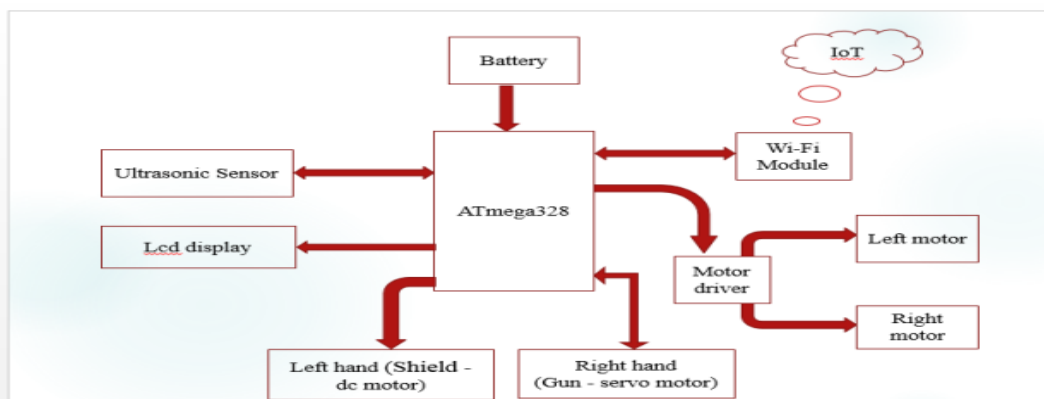 IoT
Battery
Wi-Fi
Module
Ultrasonic Sensor
ATmega328
Lcd display
Left motor
Motor
driver
Right
motor
Left hand (Shield -
dc motor)
Right hand
(Gun - servo motor)